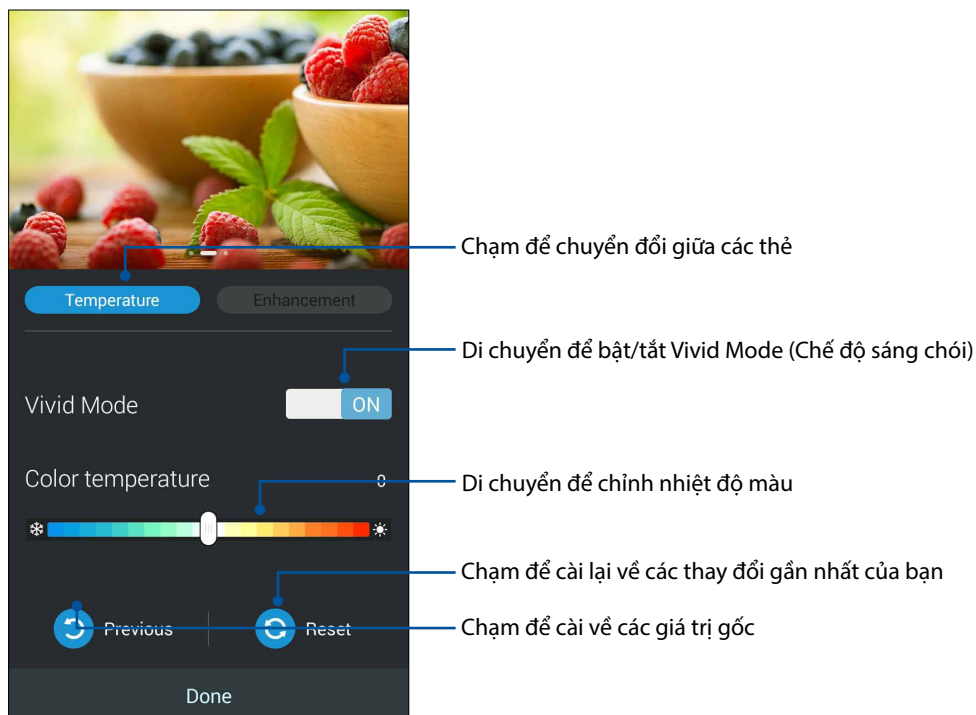 Chạm để chuyển đổi giữa các thẻ
Temperature
Enhancement
Di chuyển để bật/tắt Vivid Mode (Chế độ sáng chói)
Vivid Mode
ON
Color temperature
0
Di chuyển để chỉnh nhiệt độ màu
Chạm để cài lại về các thay đổi gần nhất của bạn
Previous
Reset
Chạm để cài về các giá trị gốc
Done